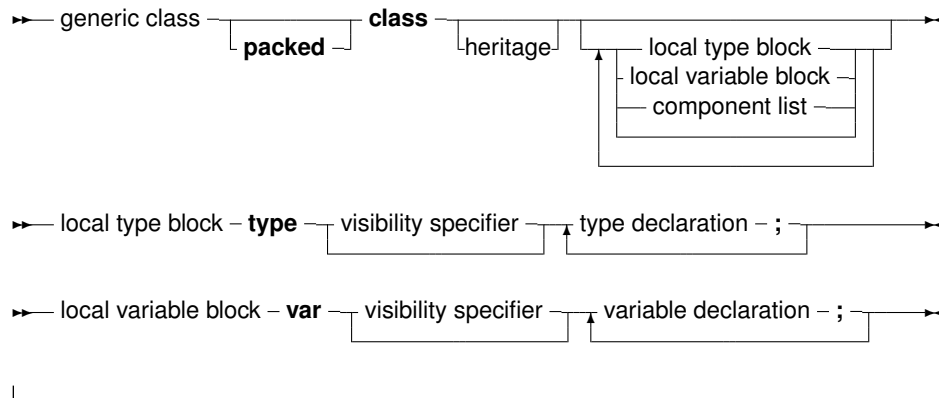 generic class class
packed heritage local type block
local variable block
component list
local type block type visibility specifier type declaration ;
local variable block var visibility specifier variable declaration ;